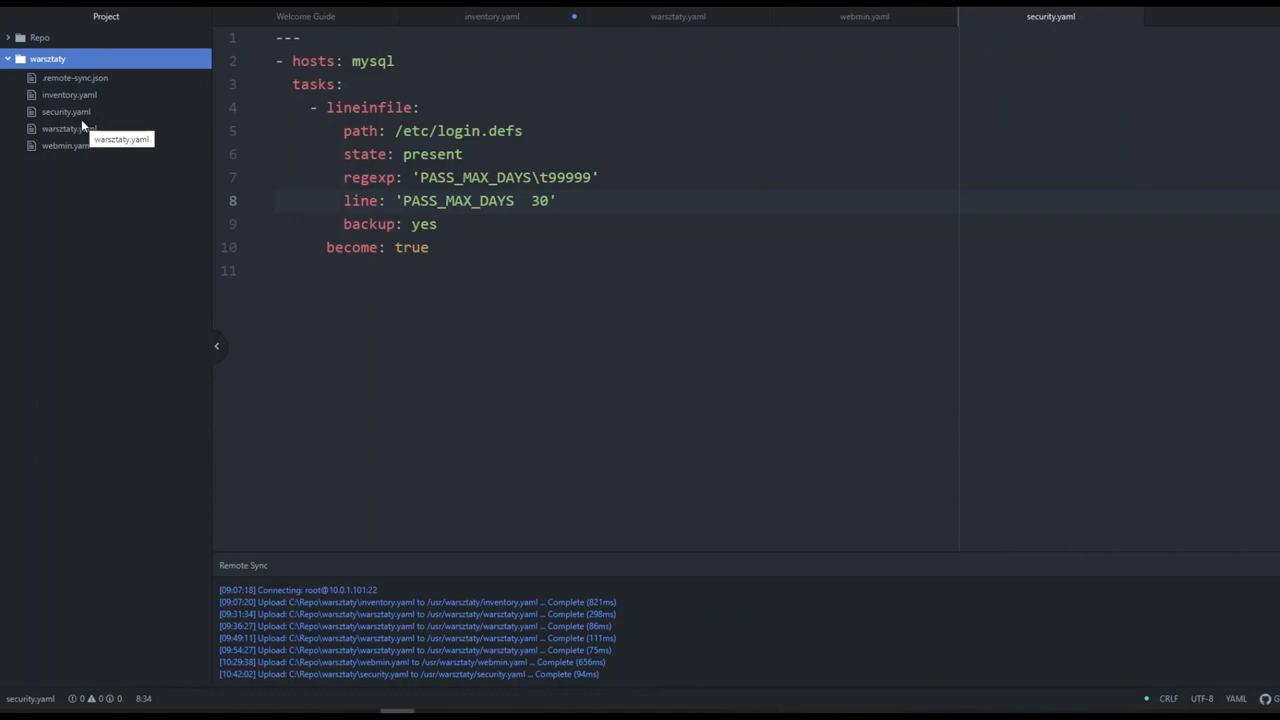 Project
Repo
warsztaty
.remote-sync.json
inventory.yaml
security.yaml
warsztaty.yaml
warsztaty.yaml
webmin.yaml
Welcome Guide
inventory.yaml
warsztaty.yaml
webmin.yaml
security.yaml
1 ---
2 - hosts: mysql
3 tasks:
4 - lineinfile:
5 path: /etc/login.defs
6 state: present
7 regexp: 'PASS_MAX_DAYS\t99999'
8 line: 'PASS_MAX_DAYS  30'
9 backup: yes
10 become: true
11
Remote Sync
[09:07:18] Connecting: root@10.0.1.101:22
[09:07:20] Upload: C:\Repo\warsztaty\inventory.yaml to /usr/warsztaty/inventory.yaml ... Complete (821ms)
[09:31:34] Upload: C:\Repo\warsztaty\warsztaty.yaml to /usr/warsztaty/warsztaty.yaml ... Complete (298ms)
[09:36:27] Upload: C:\Repo\warsztaty\warsztaty.yaml to /usr/warsztaty/warsztaty.yaml ... Complete (86ms)
[09:49:11] Upload: C:\Repo\warsztaty\warsztaty.yaml to /usr/warsztaty/warsztaty.yaml ... Complete (111ms)
[09:54:27] Upload: C:\Repo\warsztaty\warsztaty.yaml to /usr/warsztaty/warsztaty.yaml ... Complete (75ms)
[10:29:38] Upload: C:\Repo\warsztaty\webmin.yaml to /usr/warsztaty/webmin.yaml ... Complete (656ms)
[10:42:02] Upload: C:\Repo\warsztaty\security.yaml to /usr/warsztaty/security.yaml ... Complete (94ms)
security.yaml 0 0 0 8:34 CRLF UTF-8 YAML G